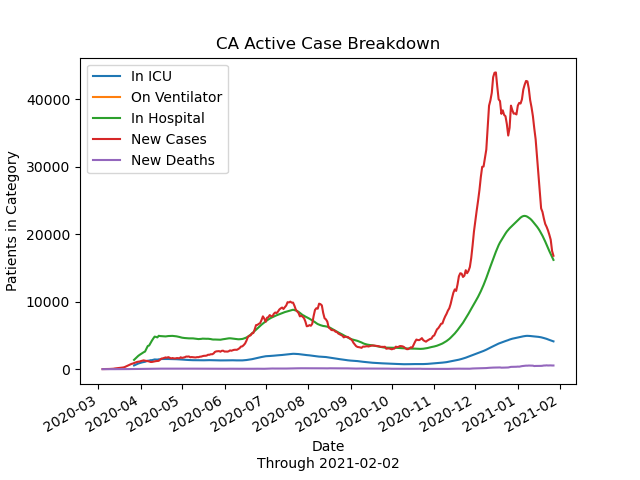 CA Active Case Breakdown
In ICU
On Ventilator
In Hospital
New Cases
New Deaths
Patients in Category
40000
30000
20000
10000
0
2020-03
2020-04
2020-05
2020-06
2020-07
2020-08
2020-09
2020-10
2020-11
2020-12
2021-01
2021-02
Date
Through 2021-02-02